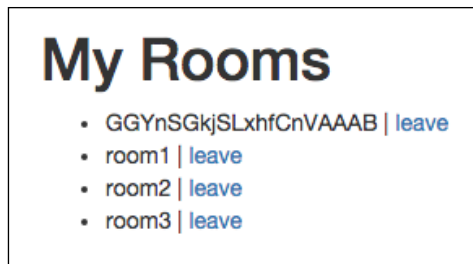 My Rooms
GGYnSGkjSLxhfCnVAAAB | leave
room1 | leave
room2 | leave
room3 | leave